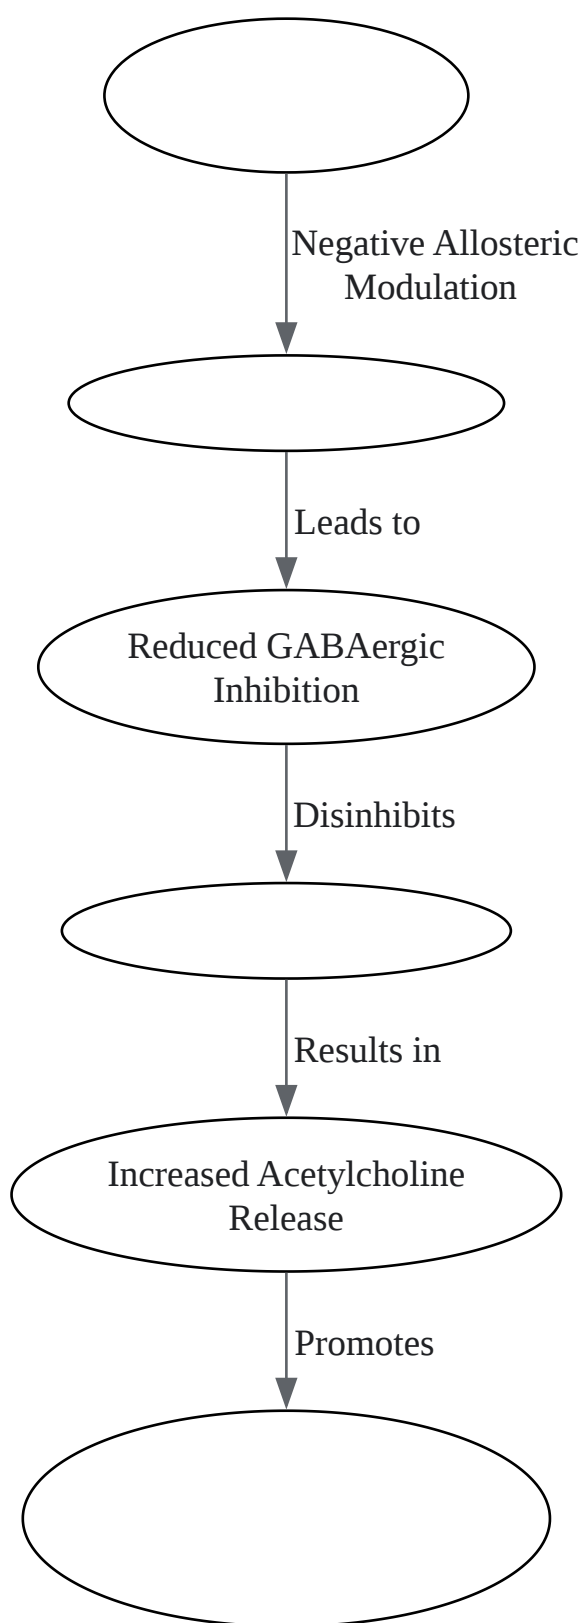 Negative Allosteric
Modulation
Leads to
Reduced GABAergic
Inhibition
Disinhibits
Results in
Increased Acetylcholine
Release
Promotes